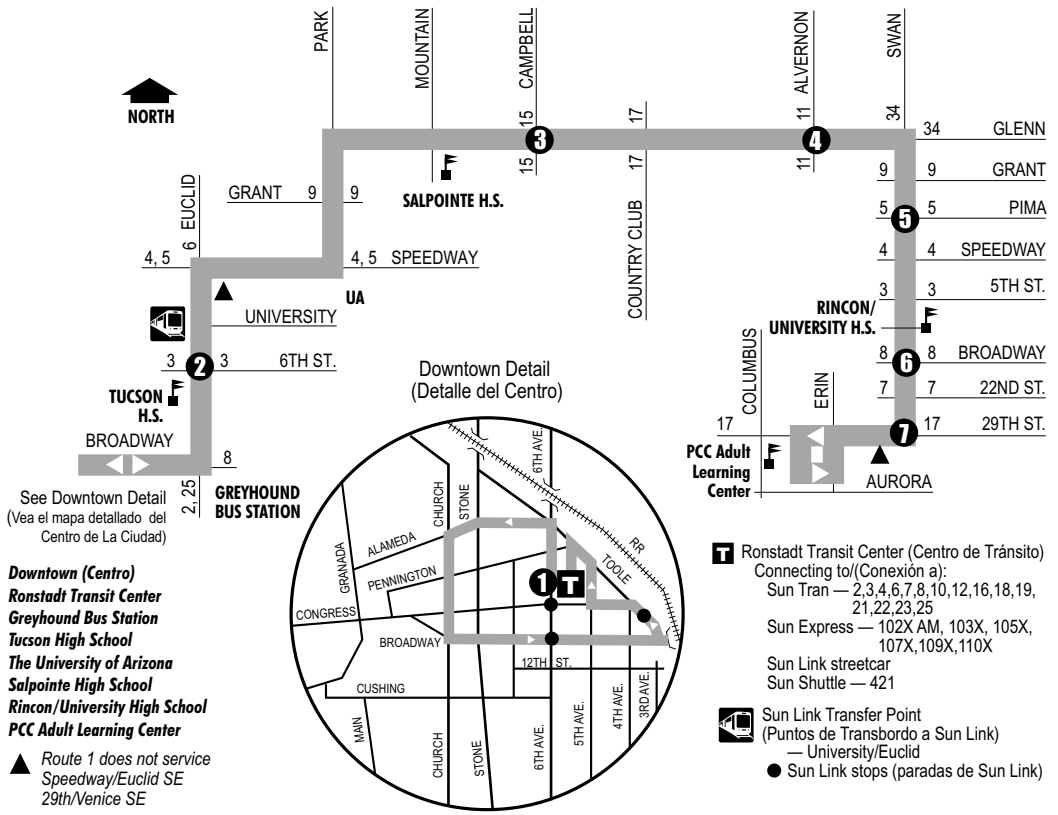 PARK
MOUNTAIN
CAMPBELL
ALVERNON
SWAN
NORTH
15
17
11
34
3
4
34 GLENN
15
17
11
SALPOINTE H.S.
EUCLID
6
GRANT 9
9
COUNTRY CLUB
9
9 GRANT
5
5
5 PIMA
4, 5
4, 5 SPEEDWAY
4
4 SPEEDWAY
UA
3
3 5TH ST.
UNIVERSITY
RINCON/
UNIVERSITY H.S.
3
2
3 6TH ST.
8
6
8 BROADWAY
TUCSON
H.S.
COLUMBUS
ERIN
7
7 22ND ST.
BROADWAY
8
17
7
17 29TH ST.
2, 25
PCC Adult
Learning
Center
AURORA
See Downtown Detail
(Vea el mapa detallado del
Centro de La Ciudad)
GREYHOUND
BUS STATION
Downtown (Centro)
Ronstadt Transit Center
Greyhound Bus Station
Tucson High School
The University of Arizona
Salpointe High School
Rincon/University High School
PCC Adult Learning Center
Route 1 does not service
Speedway/Euclid SE
29th/Venice SE
Downtown Detail
(Detalle del Centro)
CHURCH
STONE
6TH AVE.
RR
GRANADA
ALAMEDA
PENNINGTON
TOOLE
1
T
CONGRESS
BROADWAY
12TH ST.
CUSHING
MAIN
CHURCH
STONE
6TH AVE.
5TH AVE.
4TH AVE.
3RD AVE.
T Ronstadt Transit Center (Centro de Tránsito)
Connecting to/(Conexión a):
Sun Tran — 2,3,4,6,7,8,10,12,16,18,19,
21,22,23,25
Sun Express — 102X AM, 103X, 105X,
107X,109X,110X
Sun Link streetcar
Sun Shuttle — 421
Sun Link Transfer Point
(Puntos de Transbordo a Sun Link)
— University/Euclid
Sun Link stops (paradas de Sun Link)